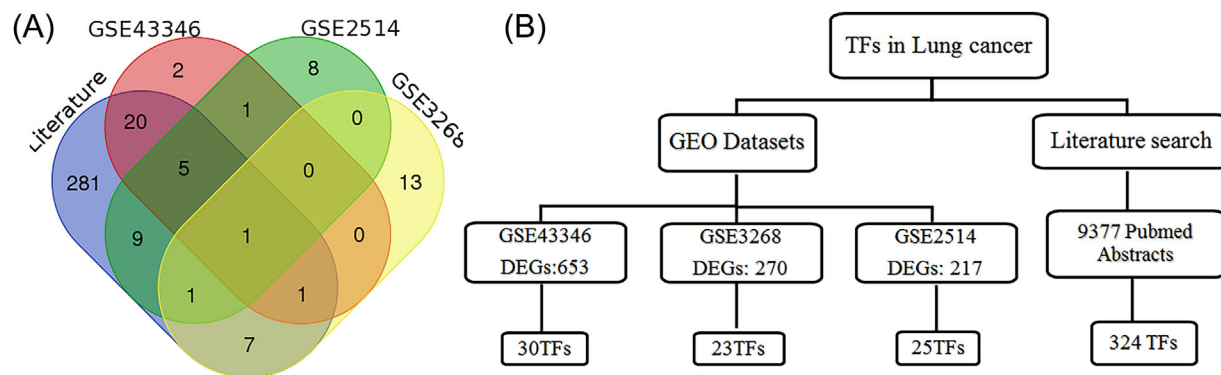 (A)
GSE43346
GSE2514
Literature
GSE3268
2
8
20
1
0
281
5
0
13
9
1
0
1
1
7
(B)
TFs in Lung cancer
GEO Datasets
Literature search
GSE43346
DEGs:653
GSE3268
DEGs: 270
GSE2514
DEGs: 217
9377 Pubmed
Abstracts
30TFs
23TFs
25TFs
324 TFs